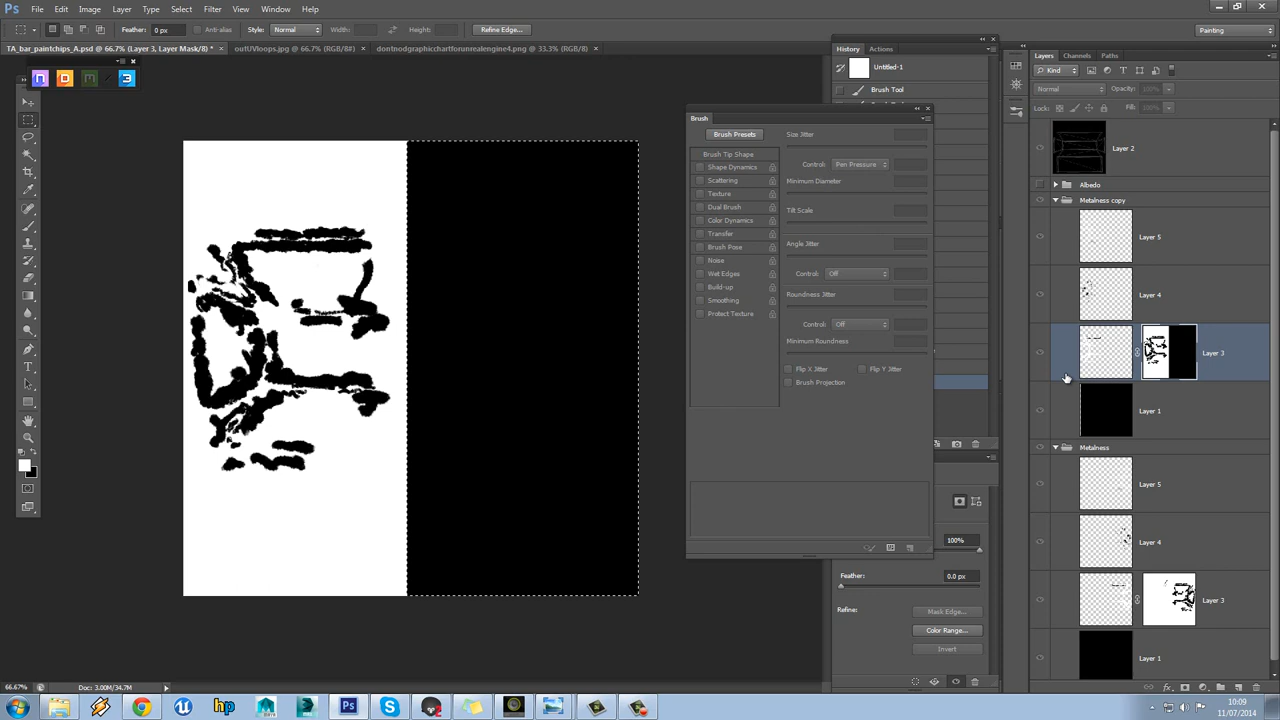 Ps File Edit Image Layer Type Select Filter View Window Help
Feather: 0 px Anti-alias Style: Normal Width: Height: Refine Edge... Painting
TA_bar_paintchips_A.psd @ 66.7% (Layer 3, Layer Mask/8) * × outUVloops.jpg @ 66.7% (RGB/8#) × dontnodgraphicchartforunrealengine4.png @ 33.3% (RGB/8) ×
History Actions
Untitled-1
Brush Tool
Brush
Brush Presets
Brush Tip Shape
Shape Dynamics
Scattering
Texture
Dual Brush
Color Dynamics
Transfer
Brush Pose
Noise
Wet Edges
Build-up
Smoothing
Protect Texture
Size Jitter
Control: Pen Pressure
Minimum Diameter
Tilt Scale
Angle Jitter
Control: Off
Roundness Jitter
Control: Off
Minimum Roundness
Flip X Jitter Flip Y Jitter
Brush Projection
100%
Feather: 0.0 px
Refine: Mask Edge...
Color Range...
Invert
Layers Channels Paths
Kind
Normal Opacity: 100%
Lock: Fill: 100%
Layer 2
Albedo
Metalness copy
Layer 5
Layer 4
Layer 3
Layer 1
Metalness
Layer 5
Layer 4
Layer 3
Layer 1
66.67% Doc: 3.00M/34.7M
10:09
11/07/2014